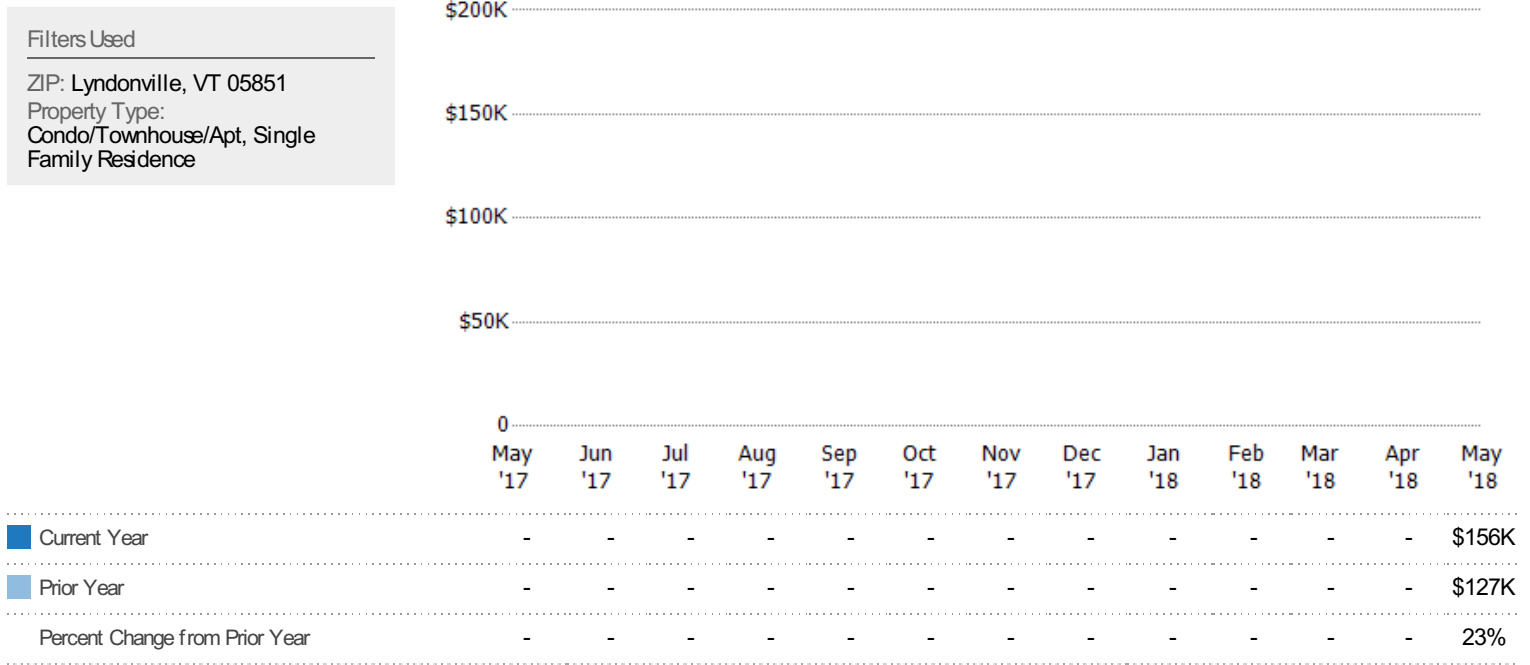 Filters Used
ZIP: Lyndonville, VT 05851
Property Type:
Condo/Townhouse/Apt, Single
Family Residence
$200K
$150K
$100K
$50K
0
May Jun Jul Aug Sep Oct Nov Dec Jan Feb Mar Apr May
'17 '17 '17 '17 '17 '17 '17 '17 '18 '18 '18 '18 '18
Current Year - - - - - - - - - - - - $156K
Prior Year - - - - - - - - - - - - $127K
Percent Change from Prior Year - - - - - - - - - - - - 23%